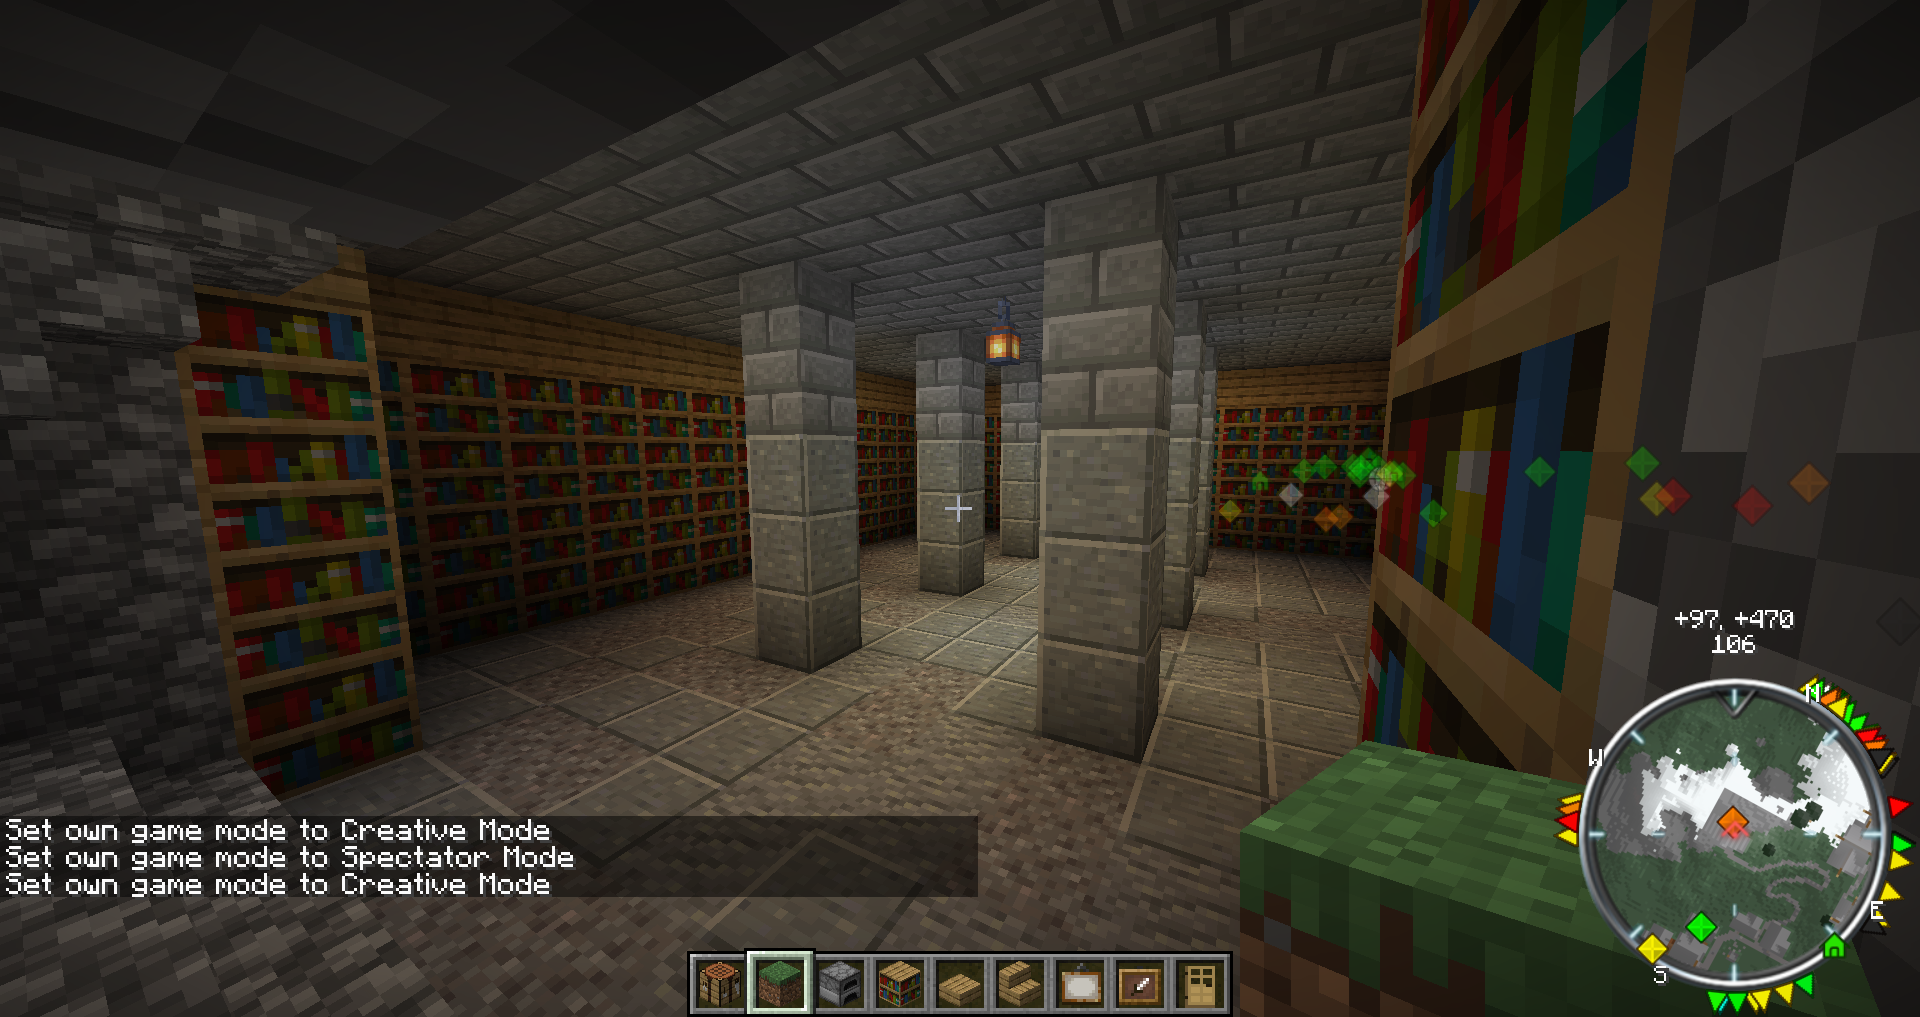 +97, +470
106
N
W
E
S
Set own game mode to Creative Mode
Set own game mode to Spectator Mode
Set own game mode to Creative Mode